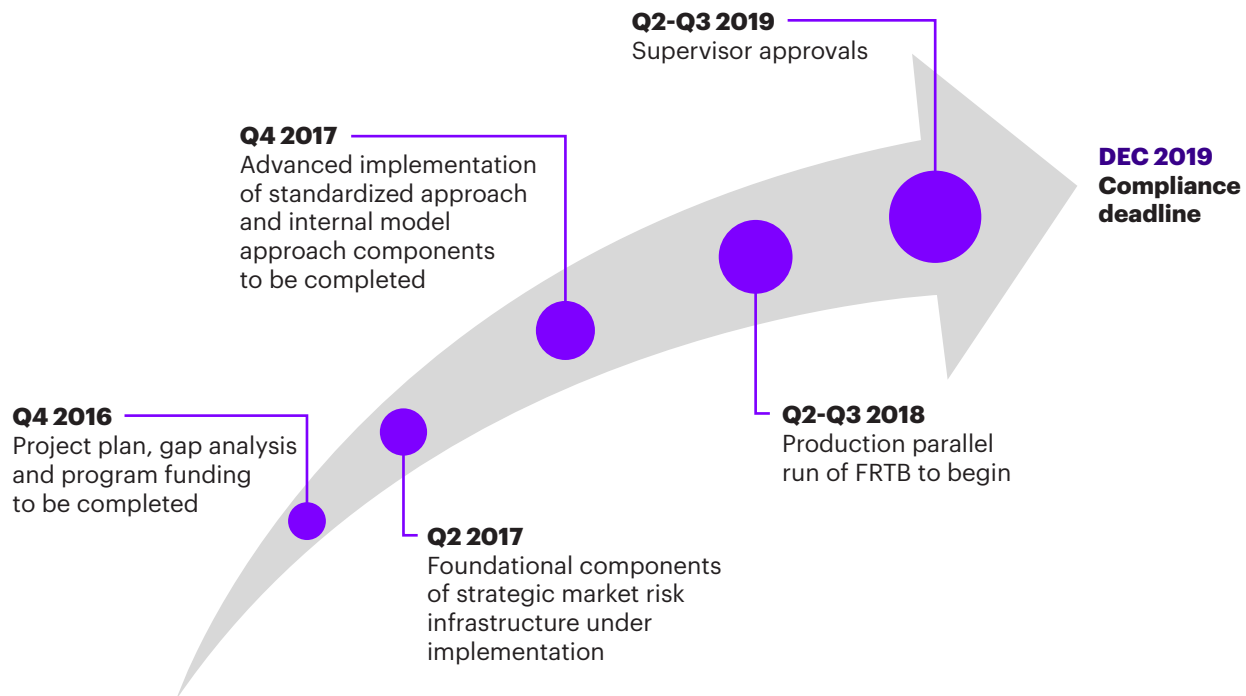 Q2-Q3 2019
Supervisor approvals
Q4 2017
Advanced implementation
of standardized approach
and internal model
approach components
to be completed
DEC 2019
Compliance
deadline
Q4 2016
Project plan, gap analysis
and program funding
to be completed
Q2-Q3 2018
Production parallel
run of FRTB to begin
Q2 2017
Foundational components
of strategic market risk
infrastructure under
implementation